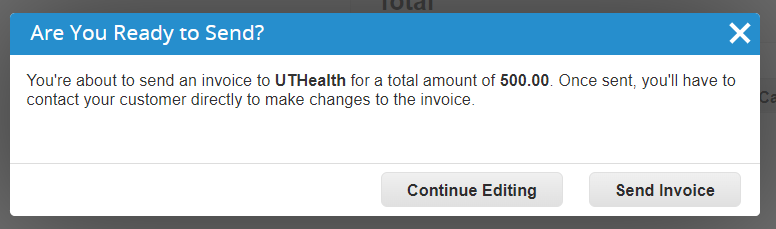 Total
Are You Ready to Send?
You're about to send an invoice to UTHealth for a total amount of 500.00. Once sent, you'll have to
contact your customer directly to make changes to the invoice.
Continue Editing
Send Invoice